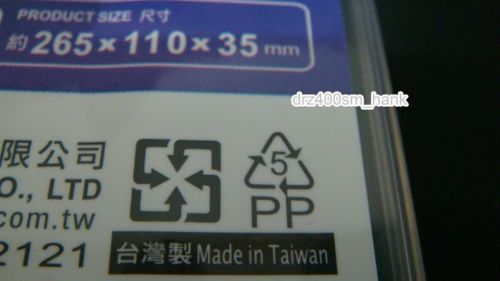 PRODUCT SIZE 尺寸
約 265×110×35 mm
drz400sm_hank
限公司
O., LTD
com.tw
2121
5
PP
台灣製 Made in Taiwan